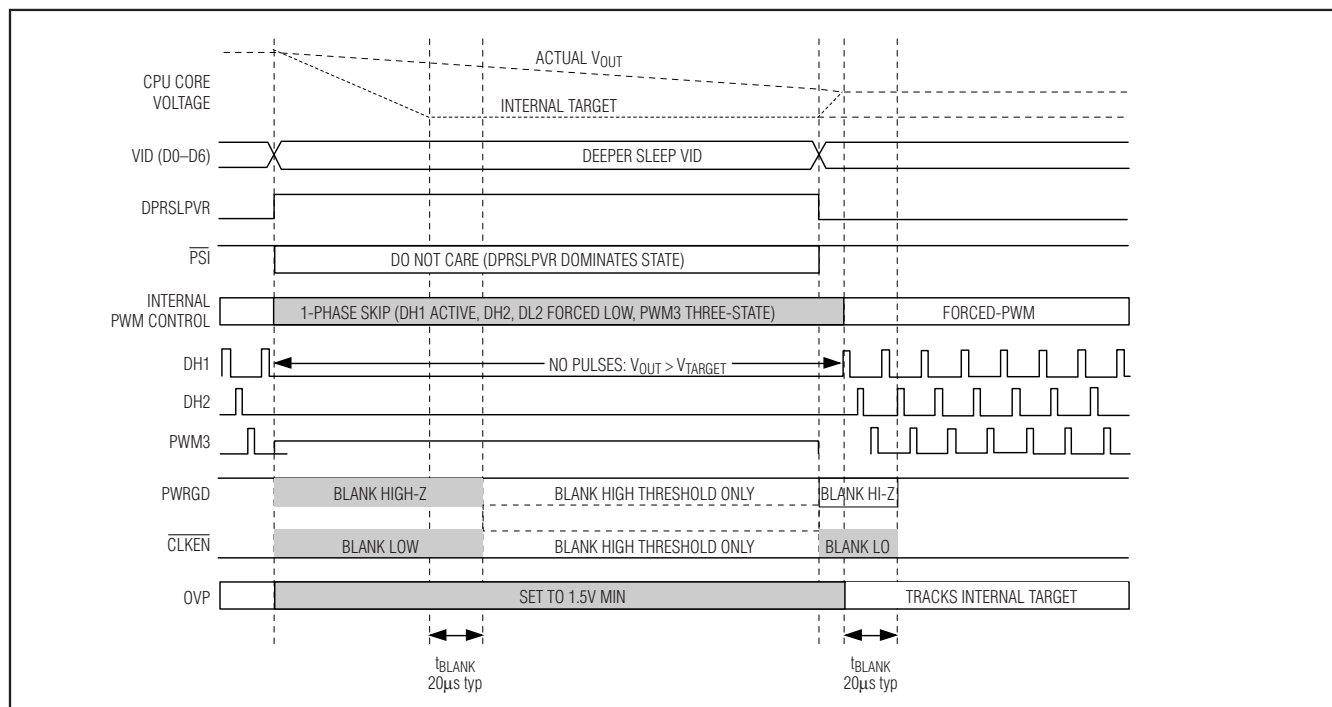 ACTUAL VOUT
CPU CORE
VOLTAGE
INTERNAL TARGET
VID (D0–D6)
DEEPER SLEEP VID
DPRSLPVR
PSI
DO NOT CARE (DPRSLPVR DOMINATES STATE)
INTERNAL
PWM CONTROL
1-PHASE SKIP (DH1 ACTIVE, DH2, DL2 FORCED LOW, PWM3 THREE-STATE)
FORCED-PWM
DH1
NO PULSES: VOUT > VTARGET
DH2
PWM3
PWRGD
BLANK HIGH-Z
BLANK HIGH THRESHOLD ONLY
BLANK HI-Z
CLKEN
BLANK LOW
BLANK HIGH THRESHOLD ONLY
BLANK LO
OVP
SET TO 1.5V MIN
TRACKS INTERNAL TARGET
tBLANK
20μs typ
tBLANK
20μs typ